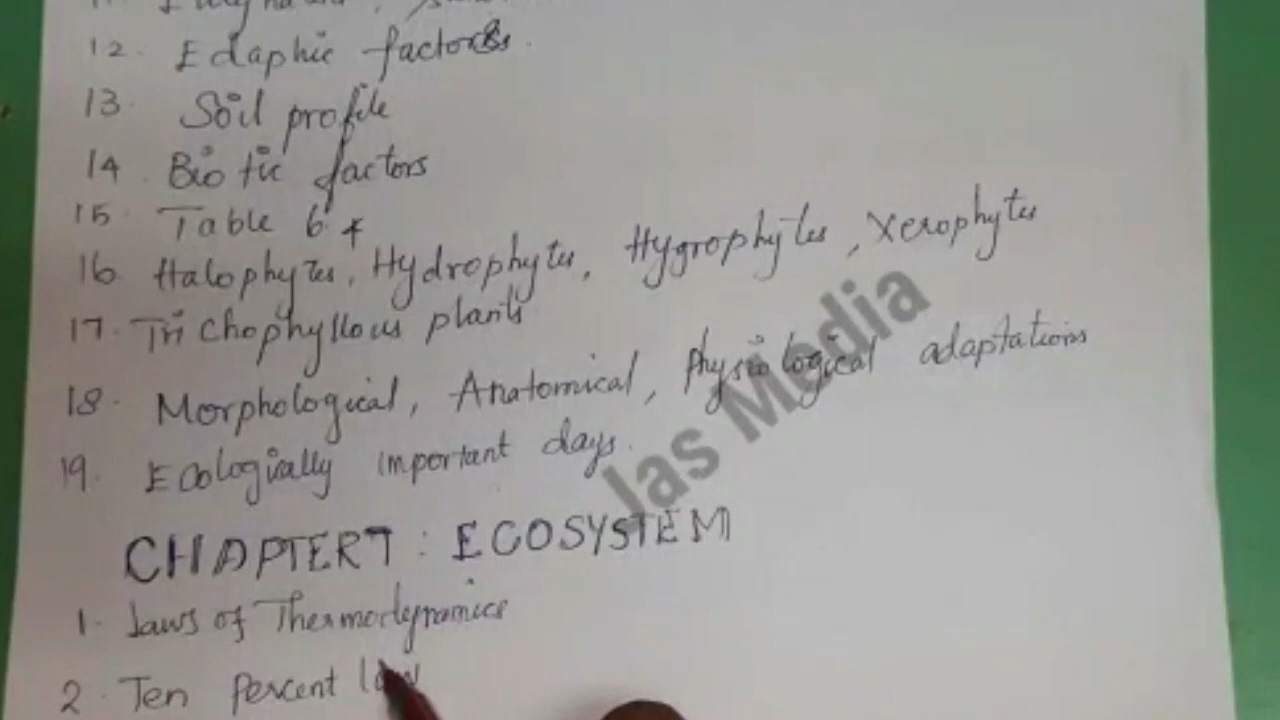 12. Edaphic factors.
13. Soil profile
14. Biotic factors
15. Table 6.4
16. Halophytes, Hydrophytes, Hygrophytes, Xerophytes
17. Trichophyllous plants
18. Morphological, Anatomical, Physiological adaptations
19. Ecologically important days.
Jas Media
CHAPTER 7 : ECOSYSTEM
1. Laws of Thermodynamics
2. Ten Percent law